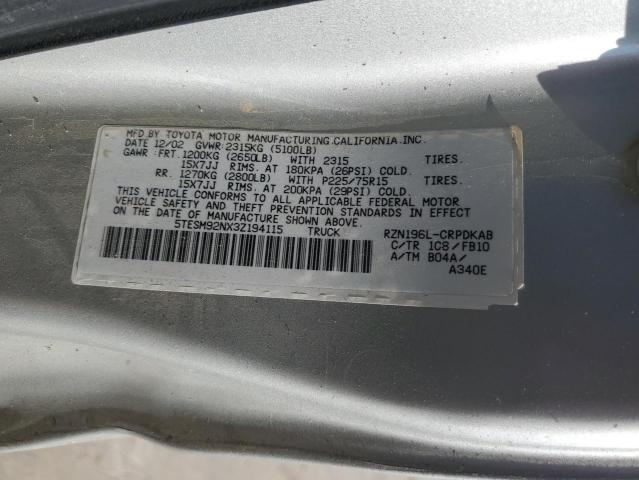 MFD.BY TOYOTA MOTOR MANUFACTURING.CALIFORNIA.INC.
DATE 12/02 GVWR:2315KG (5100LB)
GAWR: FRT.1200KG (2650LB) WITH 2315 TIRES.
15X7JJ RIMS. AT 180KPA (26PSI) COLD.
RR. 1270KG (2800LB) WITH P225/75R15 TIRES.
15X7JJ RIMS. AT 200KPA (29PSI) COLD.
THIS VEHICLE CONFORMS TO ALL APPLICABLE FEDERAL MOTOR
VEHICLE SAFETY AND THEFT PREVENTION STANDARDS IN EFFECT
ON THE DATE OF MANUFACTURE SHOWN ABOVE.
5TESM92NX3Z194115 TRUCK RZN196L-CRPDKAB
C/TR 1C8/FB10
A/TM B04A/
A340E